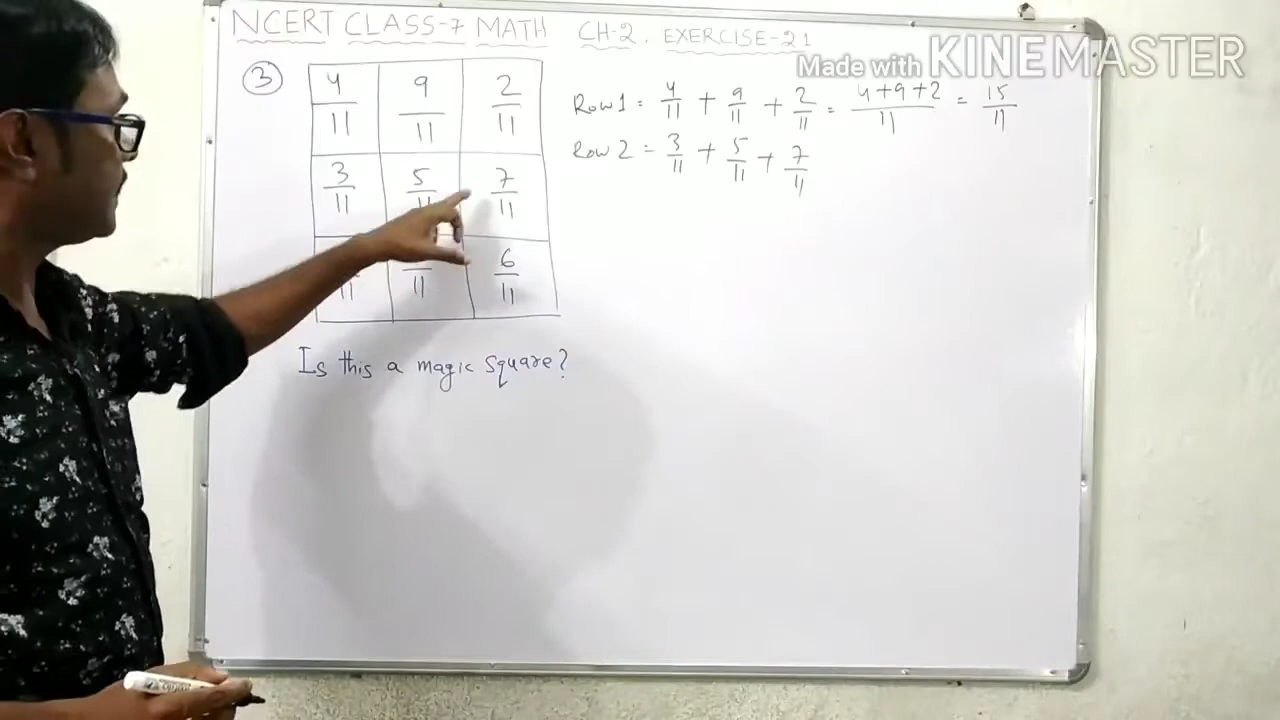 NCERT CLASS-7 MATH CH-2. EXERCISE-21
Made with KINEMASTER
3
4/11 9/11 2/11
3/11 5/11 7/11
11 11 6/11
Row 1 = 4/11 + 9/11 + 2/11 = 4+9+2/11 = 15/11
Row 2 = 3/11 + 5/11 + 7/11
Is this a magic square?